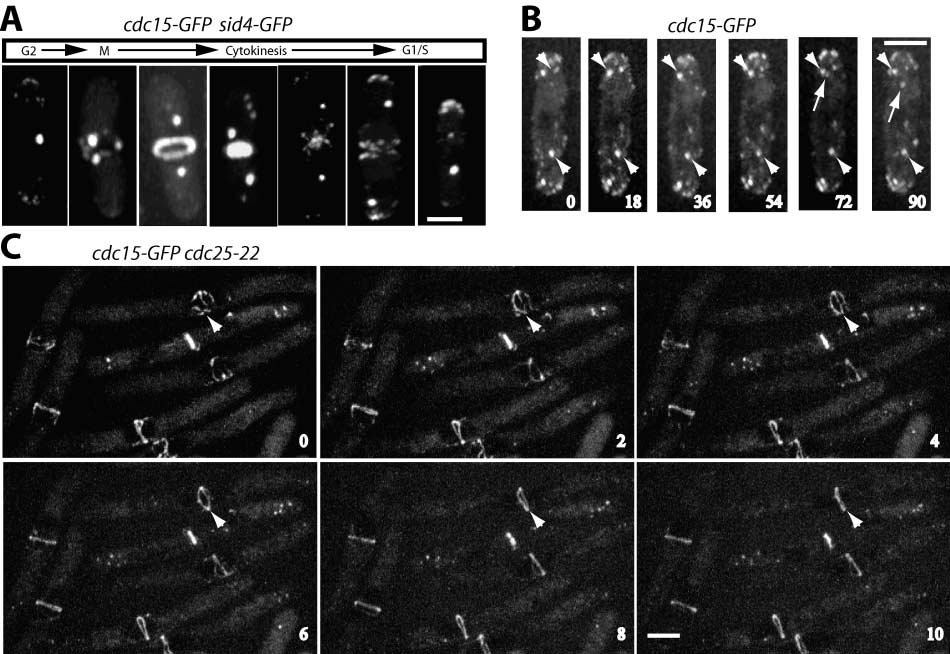 A
cdc15-GFP sid4-GFP
G2 M Cytokinesis G1/S
B
cdc15-GFP
0 18 36 54 72 90
C
cdc15-GFP cdc25-22
0 2 4
6 8 10